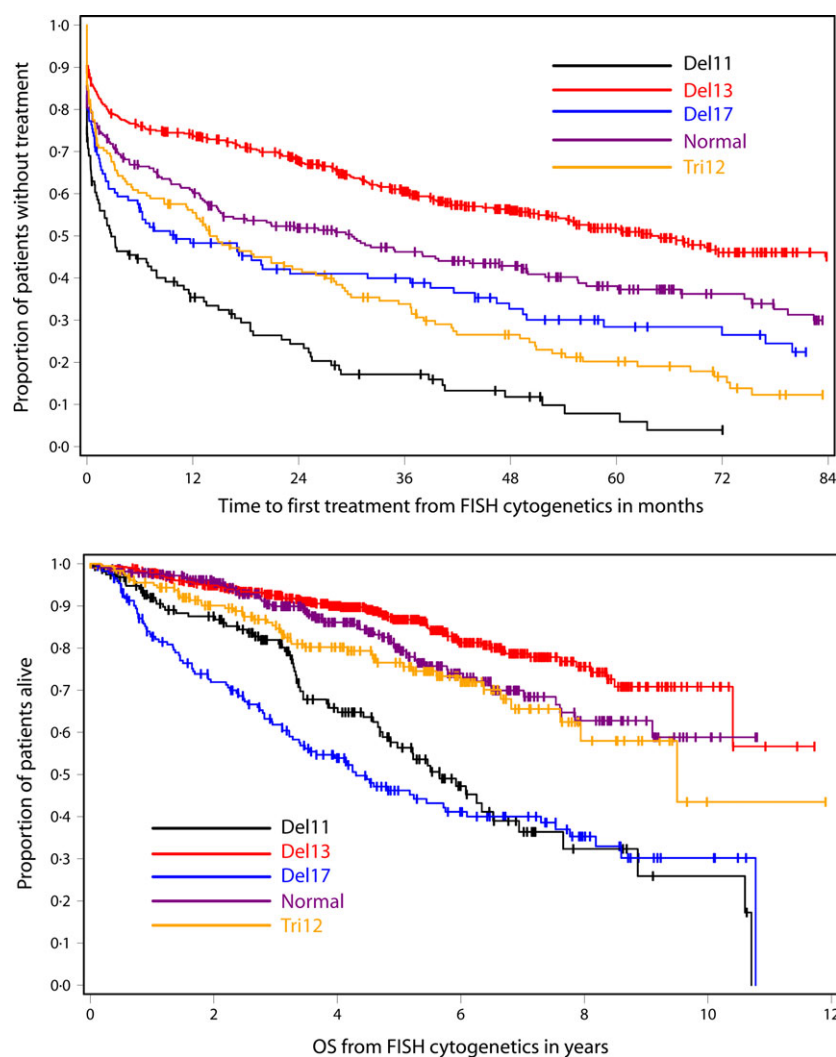 Proportion of patients without treatment
1·0
0·9
0·8
0·7
0·6
0·5
0·4
0·3
0·2
0·1
0·0
Del11
Del13
Del17
Normal
Tri12
0 12 24 36 48 60 72 84
Time to first treatment from FISH cytogenetics in months
Proportion of patients alive
1·0
0·9
0·8
0·7
0·6
0·5
0·4
0·3
0·2
0·1
0·0
Del11
Del13
Del17
Normal
Tri12
0 2 4 6 8 10 12
OS from FISH cytogenetics in years